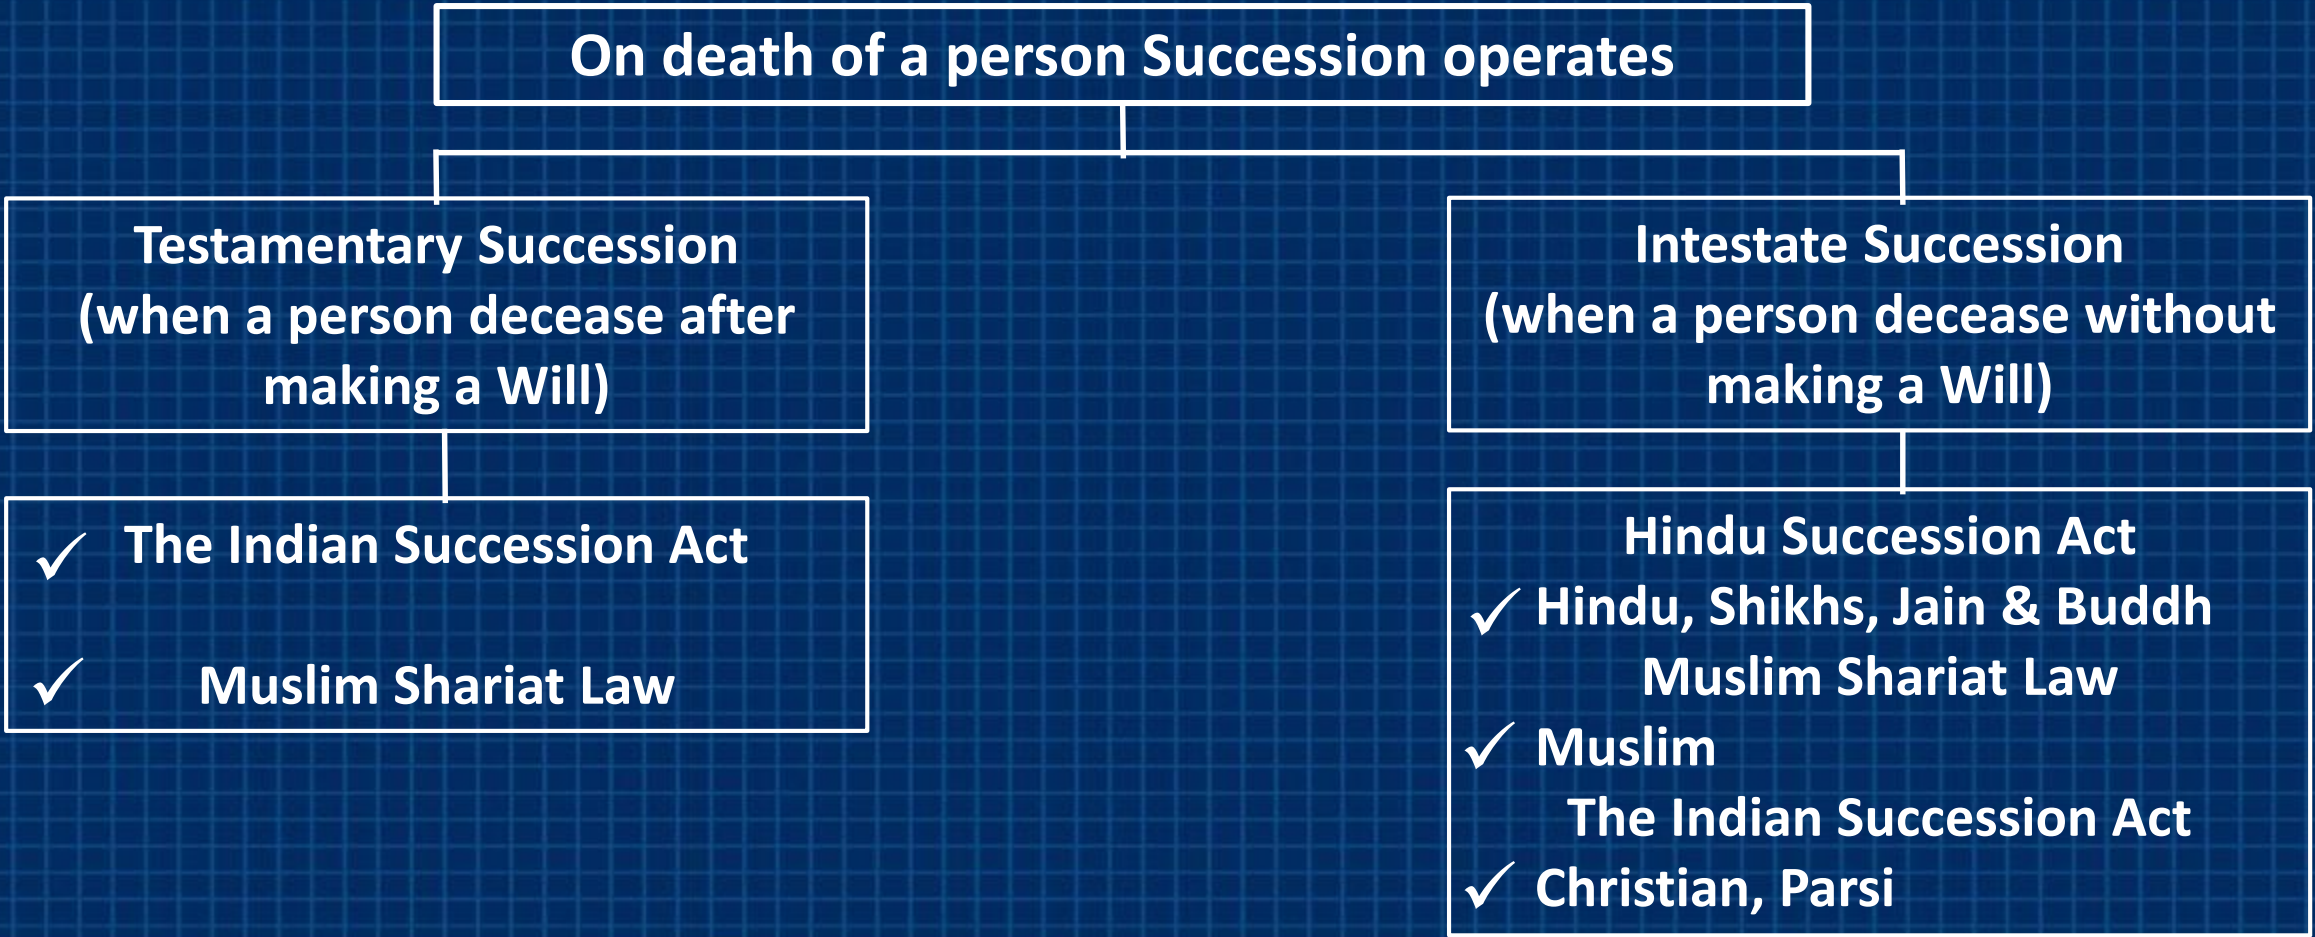 On death of a person Succession operates
Testamentary Succession
(when a person decease after
making a Will)
Intestate Succession
(when a person decease without
making a Will)
✓ The Indian Succession Act
✓ Muslim Shariat Law
Hindu Succession Act
✓ Hindu, Shikhs, Jain & Buddh
Muslim Shariat Law
✓ Muslim
The Indian Succession Act
✓ Christian, Parsi